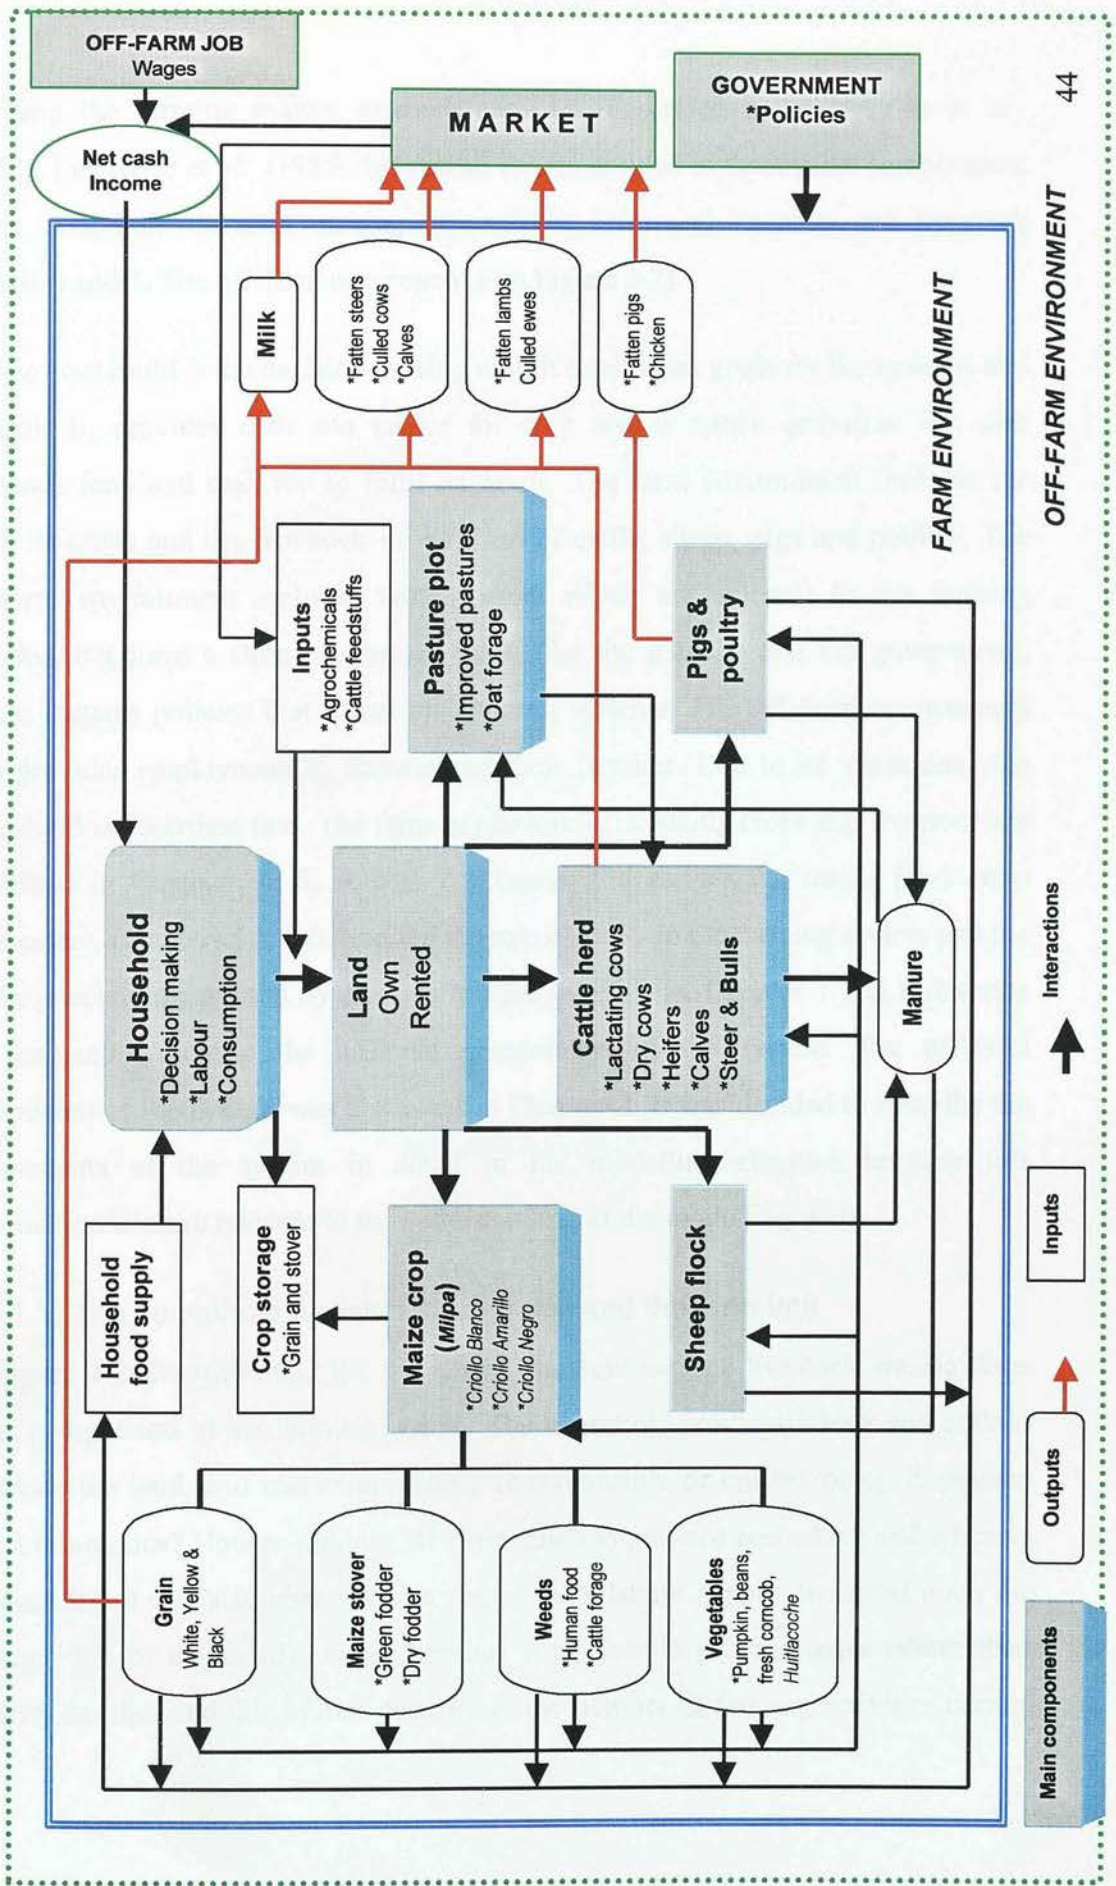 OFF-FARM JOB
Wages
Net cash
Income
MARKET
GOVERNMENT
*Policies
44
Milk
*Fatten steers
*Culled cows
*Calves
*Fatten lambs
Culled ewes
*Fatten pigs
*Chicken
FARM ENVIRONMENT
OFF-FARM ENVIRONMENT
Inputs
*Agrochemicals
*Cattle feedstuffs
Pasture plot
*Improved pastures
*Oat forage
Pigs &
poultry
Household
*Decision making
*Labour
*Consumption
Land
Own
Rented
Cattle herd
*Lactating cows
*Dry cows
*Heifers
*Calves
*Steer & Bulls
Manure
Household
food supply
Crop storage
*Grain and stover
Maize crop
(Milpa)
*Criollo Blanco
*Criollo Amarillo
*Criollo Negro
Sheep flock
Grain
White, Yellow &
Black
Maize stover
*Green fodder
*Dry fodder
Weeds
*Human food
*Cattle forage
Vegetables
*Pumpkin, beans,
fresh corncob,
Huitlacoche
Main components
Outputs
Inputs
Interactions